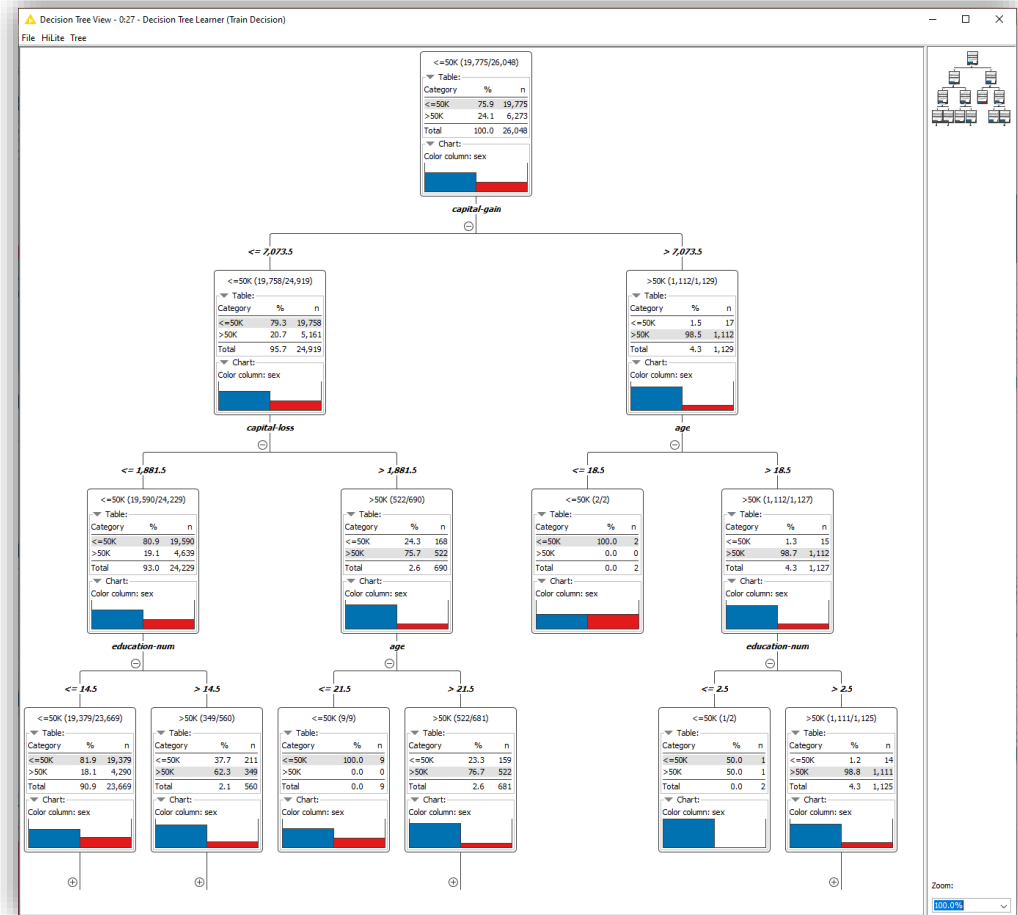 Decision Tree View - 0:27 - Decision Tree Learner (Train Decision)
File HiLite Tree
<=50K (19,775/26,048)
Table:
Category % n
<=50K 75.9 19,775
>50K 24.1 6,273
Total 100.0 26,048
Chart:
Color column: sex
capital-gain
<= 7,073.5
> 7,073.5
<=50K (19,758/24,919)
Table:
Category % n
<=50K 79.3 19,758
>50K 20.7 5,161
Total 95.7 24,919
Chart:
Color column: sex
capital-loss
>50K (1,112/1,129)
Table:
Category % n
<=50K 1.5 17
>50K 98.5 1,112
Total 4.3 1,129
Chart:
Color column: sex
age
<= 1,881.5
> 1,881.5
<= 18.5
> 18.5
<=50K (19,590/24,229)
Table:
Category % n
<=50K 80.9 19,590
>50K 19.1 4,639
Total 93.0 24,229
Chart:
Color column: sex
education-num
>50K (522/690)
Table:
Category % n
<=50K 24.3 168
>50K 75.7 522
Total 2.6 690
Chart:
Color column: sex
age
<=50K (2/2)
Table:
Category % n
<=50K 100.0 2
>50K 0.0 0
Total 0.0 2
Chart:
Color column: sex
>50K (1,112/1,127)
Table:
Category % n
<=50K 1.3 15
>50K 98.7 1,112
Total 4.3 1,127
Chart:
Color column: sex
education-num
<= 14.5
> 14.5
<= 21.5
> 21.5
<= 2.5
> 2.5
<=50K (19,379/23,669)
Table:
Category % n
<=50K 81.9 19,379
>50K 18.1 4,290
Total 90.9 23,669
Chart:
Color column: sex
>50K (349/560)
Table:
Category % n
<=50K 37.7 211
>50K 62.3 349
Total 2.1 560
Chart:
Color column: sex
<=50K (9/9)
Table:
Category % n
<=50K 100.0 9
>50K 0.0 0
Total 0.0 9
Chart:
Color column: sex
>50K (522/681)
Table:
Category % n
<=50K 23.3 159
>50K 76.7 522
Total 2.6 681
Chart:
Color column: sex
<=50K (1/2)
Table:
Category % n
<=50K 50.0 1
>50K 50.0 1
Total 0.0 2
Chart:
Color column: sex
>50K (1,111/1,125)
Table:
Category % n
<=50K 1.2 14
>50K 98.8 1,111
Total 4.3 1,125
Chart:
Color column: sex
Zoom:
100.0%